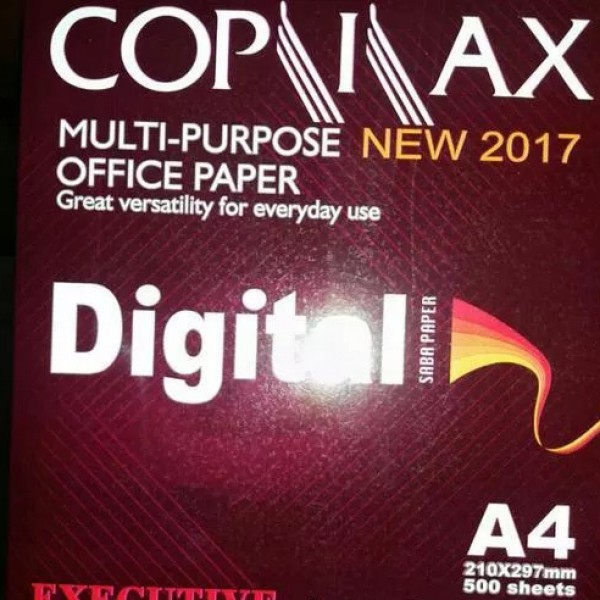 COPIMAX
MULTI-PURPOSE NEW 2017
OFFICE PAPER
Great versatility for everyday use
Digital
SABA PAPER
A4
210X297mm
500 sheets
EXECUTIVE